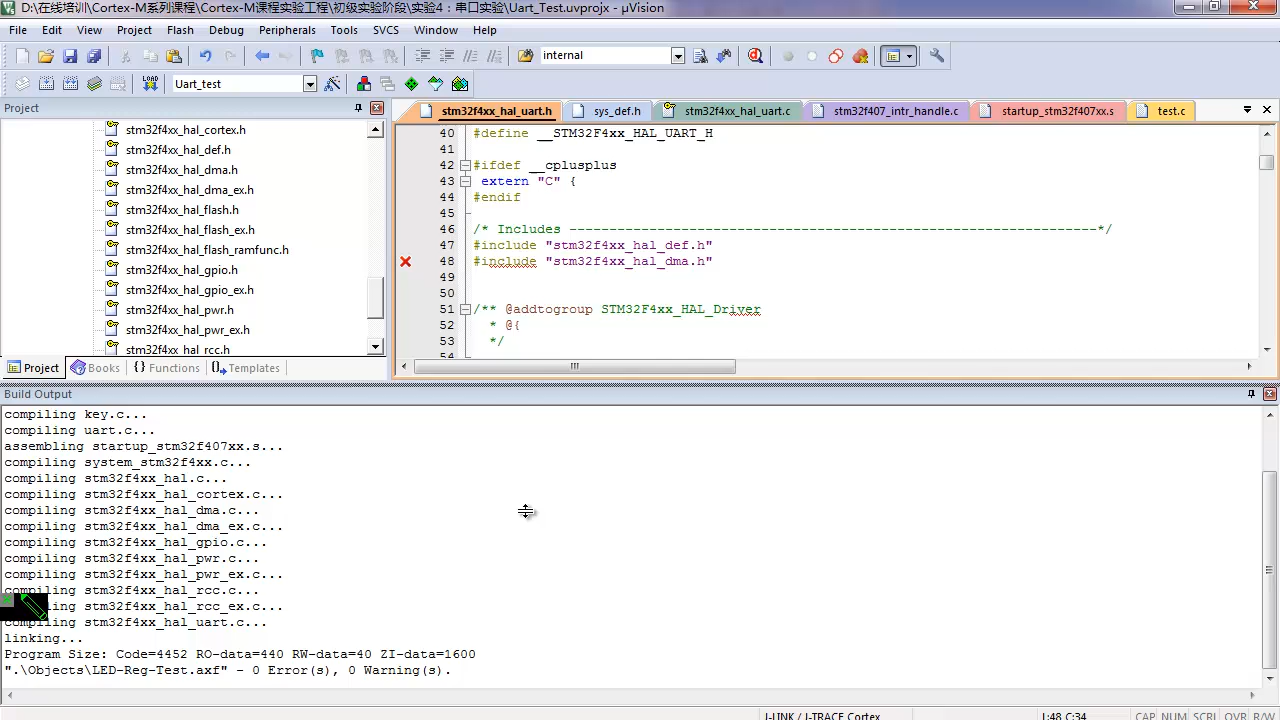 D:\在线培训\Cortex-M系列课程\Cortex-M课程实验工程\初级实验阶段\实验4：串口实验\Uart_Test.uvprojx - µVision
File Edit View Project Flash Debug Peripherals Tools SVCS Window Help
internal
LOAD Uart_test
Project
stm32f4xx_hal_uart.h sys_def.h stm32f4xx_hal_uart.c stm32f407_intr_handle.c startup_stm32f407xx.s test.c
stm32f4xx_hal_cortex.h
stm32f4xx_hal_def.h
stm32f4xx_hal_dma.h
stm32f4xx_hal_dma_ex.h
stm32f4xx_hal_flash.h
stm32f4xx_hal_flash_ex.h
stm32f4xx_hal_flash_ramfunc.h
stm32f4xx_hal_gpio.h
stm32f4xx_hal_gpio_ex.h
stm32f4xx_hal_pwr.h
stm32f4xx_hal_pwr_ex.h
stm32f4xx_hal_rcc.h
Project Books {} Functions Templates
40 #define __STM32F4xx_HAL_UART_H
41
42 #ifdef __cplusplus
43 extern "C" {
44 #endif
45
46 /* Includes ------------------------------------------------------------------*/
47 #include "stm32f4xx_hal_def.h"
48 #include "stm32f4xx_hal_dma.h"
49
50
51 /** @addtogroup STM32F4xx_HAL_Driver
52 * @{
53 */
54
Build Output
compiling key.c...
compiling uart.c...
assembling startup_stm32f407xx.s...
compiling system_stm32f4xx.c...
compiling stm32f4xx_hal.c...
compiling stm32f4xx_hal_cortex.c...
compiling stm32f4xx_hal_dma.c...
compiling stm32f4xx_hal_dma_ex.c...
compiling stm32f4xx_hal_gpio.c...
compiling stm32f4xx_hal_pwr.c...
compiling stm32f4xx_hal_pwr_ex.c...
compiling stm32f4xx_hal_rcc.c...
compiling stm32f4xx_hal_rcc_ex.c...
compiling stm32f4xx_hal_uart.c...
linking...
Program Size: Code=4452 RO-data=440 RW-data=40 ZI-data=1600
".\Objects\LED-Reg-Test.axf" - 0 Error(s), 0 Warning(s).
J-LINK / J-TRACE Cortex L:48 C:34 CAP NUM SCRL OVR R/W